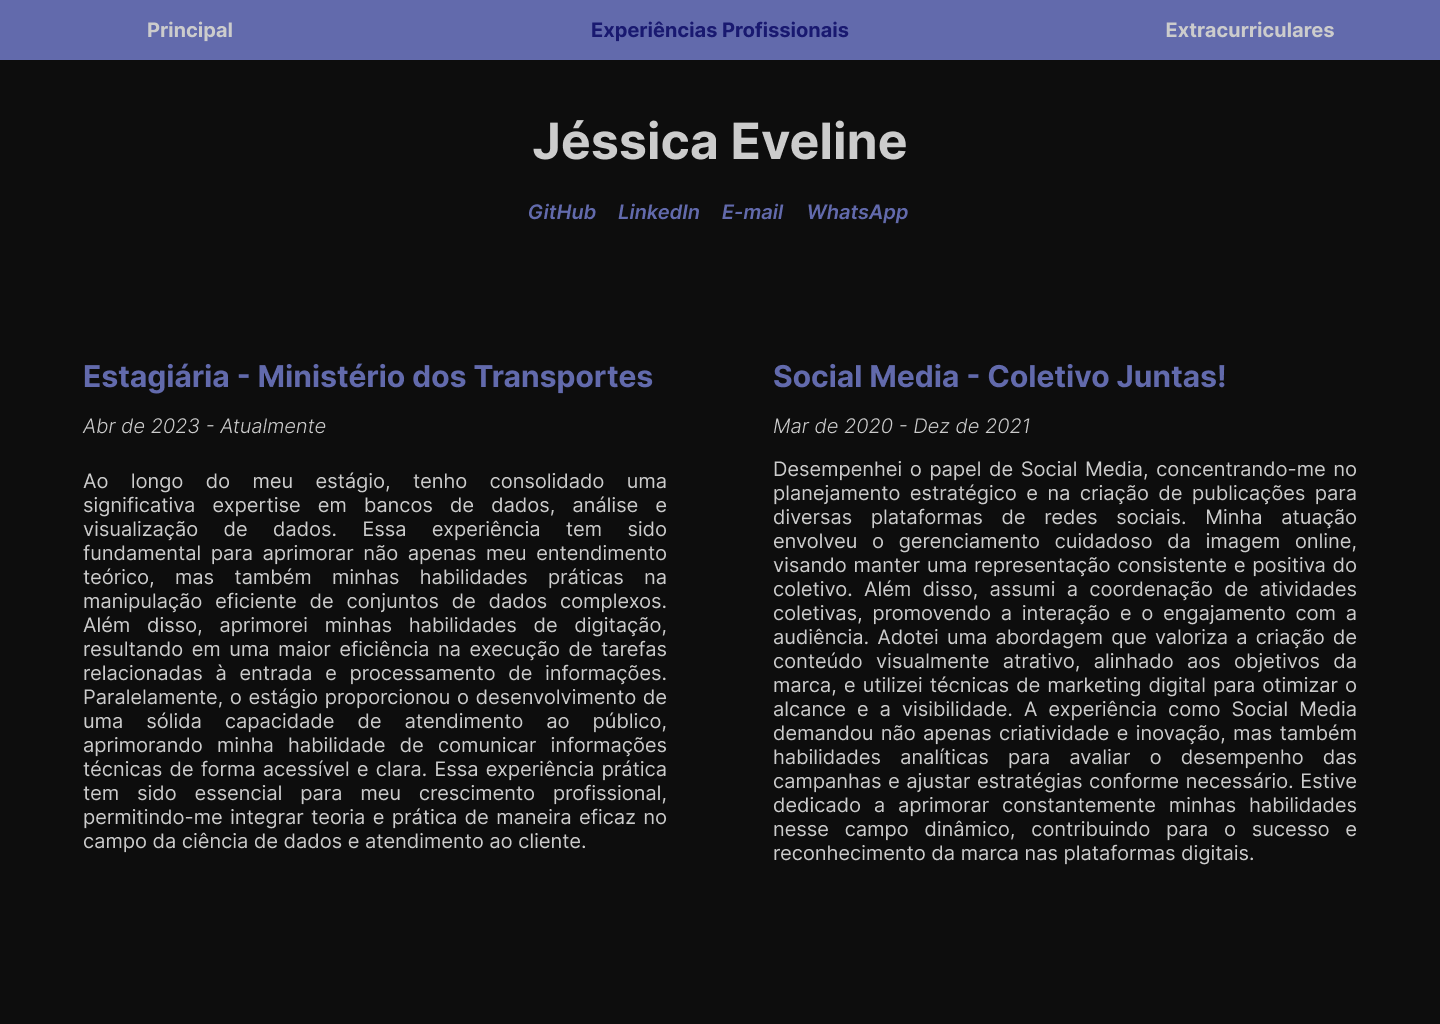 Principal
Experiências Profissionais
Extracurriculares
Jéssica Eveline
GitHub LinkedIn E-mail WhatsApp
Estagiária - Ministério dos Transportes
Abr de 2023 - Atualmente
Ao longo do meu estágio, tenho consolidado uma
significativa expertise em bancos de dados, análise e
visualização de dados. Essa experiência tem sido
fundamental para aprimorar não apenas meu entendimento
teórico, mas também minhas habilidades práticas na
manipulação eficiente de conjuntos de dados complexos.
Além disso, aprimorei minhas habilidades de digitação,
resultando em uma maior eficiência na execução de tarefas
relacionadas à entrada e processamento de informações.
Paralelamente, o estágio proporcionou o desenvolvimento de
uma sólida capacidade de atendimento ao público,
aprimorando minha habilidade de comunicar informações
técnicas de forma acessível e clara. Essa experiência prática
tem sido essencial para meu crescimento profissional,
permitindo-me integrar teoria e prática de maneira eficaz no
campo da ciência de dados e atendimento ao cliente.
Social Media - Coletivo Juntas!
Mar de 2020 - Dez de 2021
Desempenhei o papel de Social Media, concentrando-me no
planejamento estratégico e na criação de publicações para
diversas plataformas de redes sociais. Minha atuação
envolveu o gerenciamento cuidadoso da imagem online,
visando manter uma representação consistente e positiva do
coletivo. Além disso, assumi a coordenação de atividades
coletivas, promovendo a interação e o engajamento com a
audiência. Adotei uma abordagem que valoriza a criação de
conteúdo visualmente atrativo, alinhado aos objetivos da
marca, e utilizei técnicas de marketing digital para otimizar o
alcance e a visibilidade. A experiência como Social Media
demandou não apenas criatividade e inovação, mas também
habilidades analíticas para avaliar o desempenho das
campanhas e ajustar estratégias conforme necessário. Estive
dedicado a aprimorar constantemente minhas habilidades
nesse campo dinâmico, contribuindo para o sucesso e
reconhecimento da marca nas plataformas digitais.